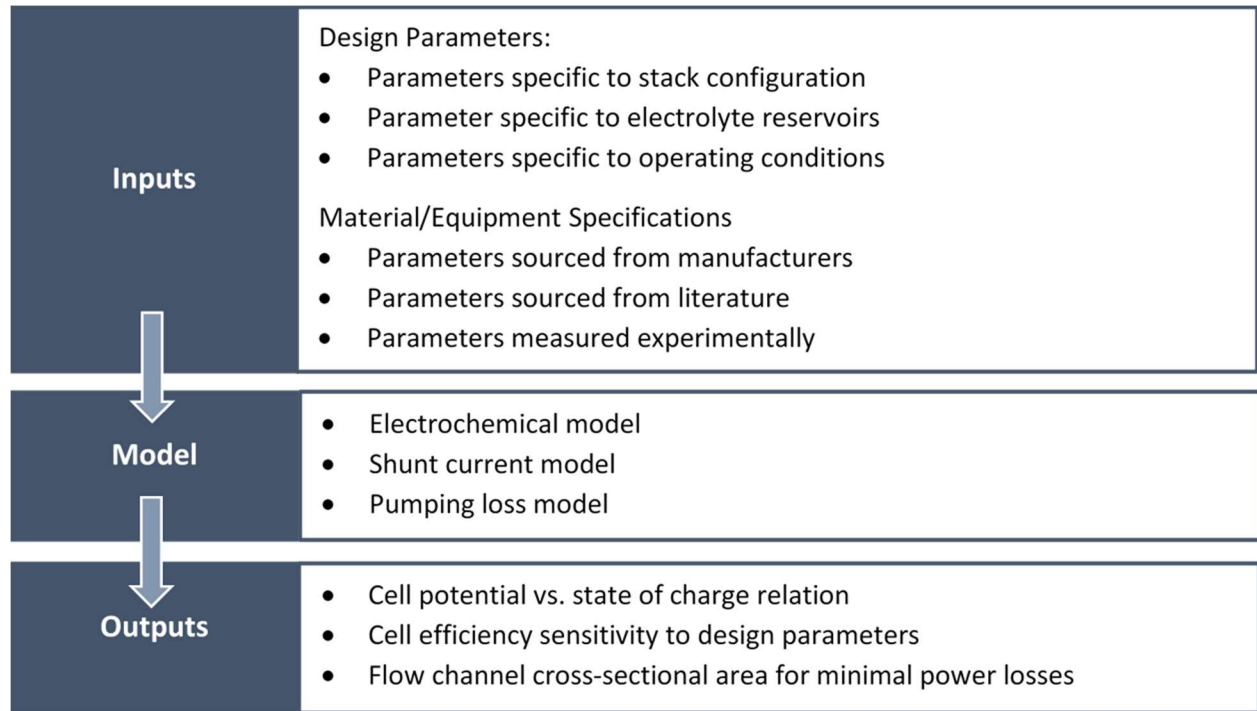 Inputs
Design Parameters:
• Parameters specific to stack configuration
• Parameter specific to electrolyte reservoirs
• Parameters specific to operating conditions
Material/Equipment Specifications
• Parameters sourced from manufacturers
• Parameters sourced from literature
• Parameters measured experimentally
Model
• Electrochemical model
• Shunt current model
• Pumping loss model
Outputs
• Cell potential vs. state of charge relation
• Cell efficiency sensitivity to design parameters
• Flow channel cross-sectional area for minimal power losses